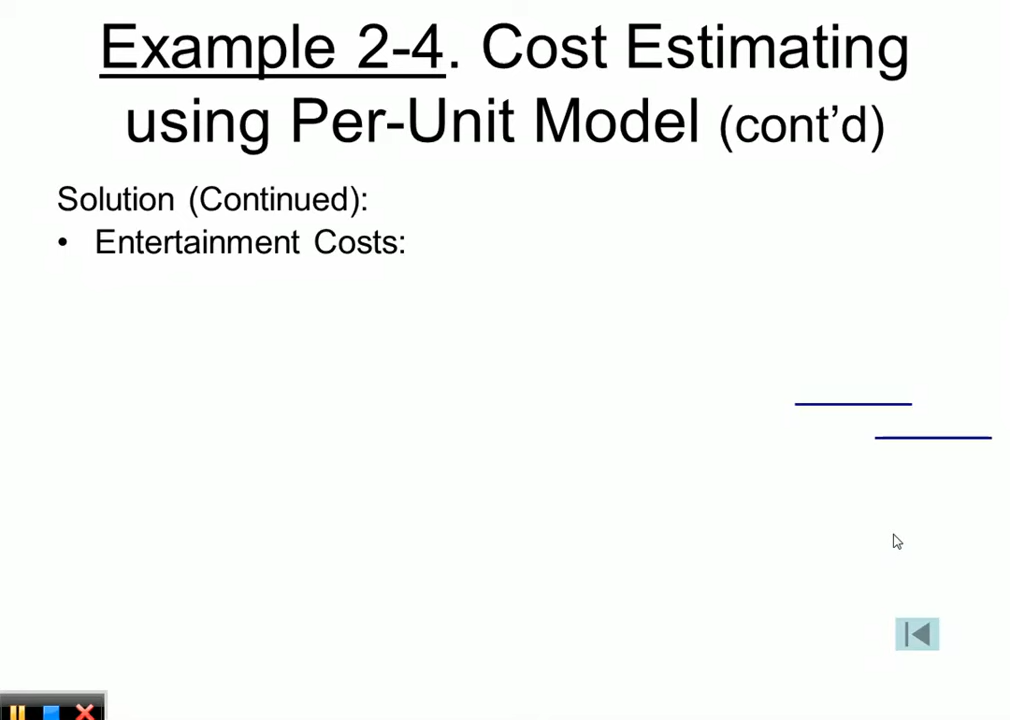 Example 2-4. Cost Estimating
using Per-Unit Model (cont’d)
Solution (Continued):
• Entertainment Costs: